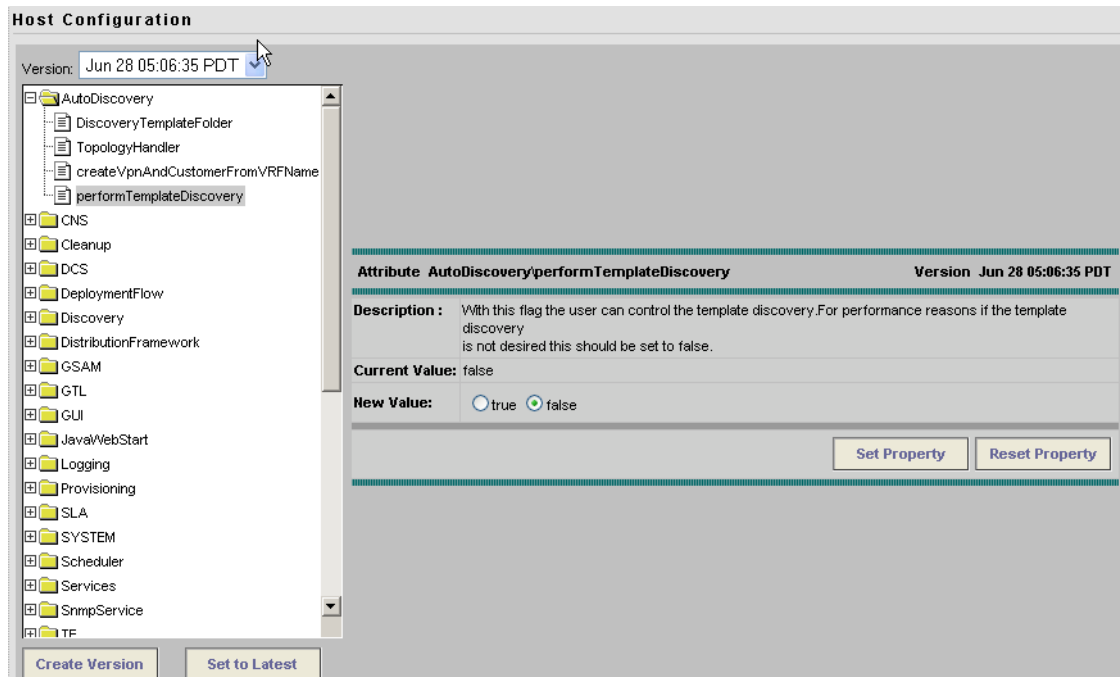 Host Configuration
Version: Jun 28 05:06:35 PDT
AutoDiscovery
DiscoveryTemplateFolder
TopologyHandler
createVpnAndCustomerFromVRFName
performTemplateDiscovery
CNS
Cleanup
DCS
DeploymentFlow
Discovery
DistributionFramework
GSAM
GTL
GUI
JavaWebStart
Logging
Provisioning
SLA
SYSTEM
Scheduler
Services
SnmpService
TE
Create Version Set to Latest
Attribute AutoDiscovery\performTemplateDiscovery Version Jun 28 05:06:35 PDT
Description : With this flag the user can control the template discovery.For performance reasons if the template
discovery
is not desired this should be set to false.
Current Value: false
New Value: true false
Set Property Reset Property